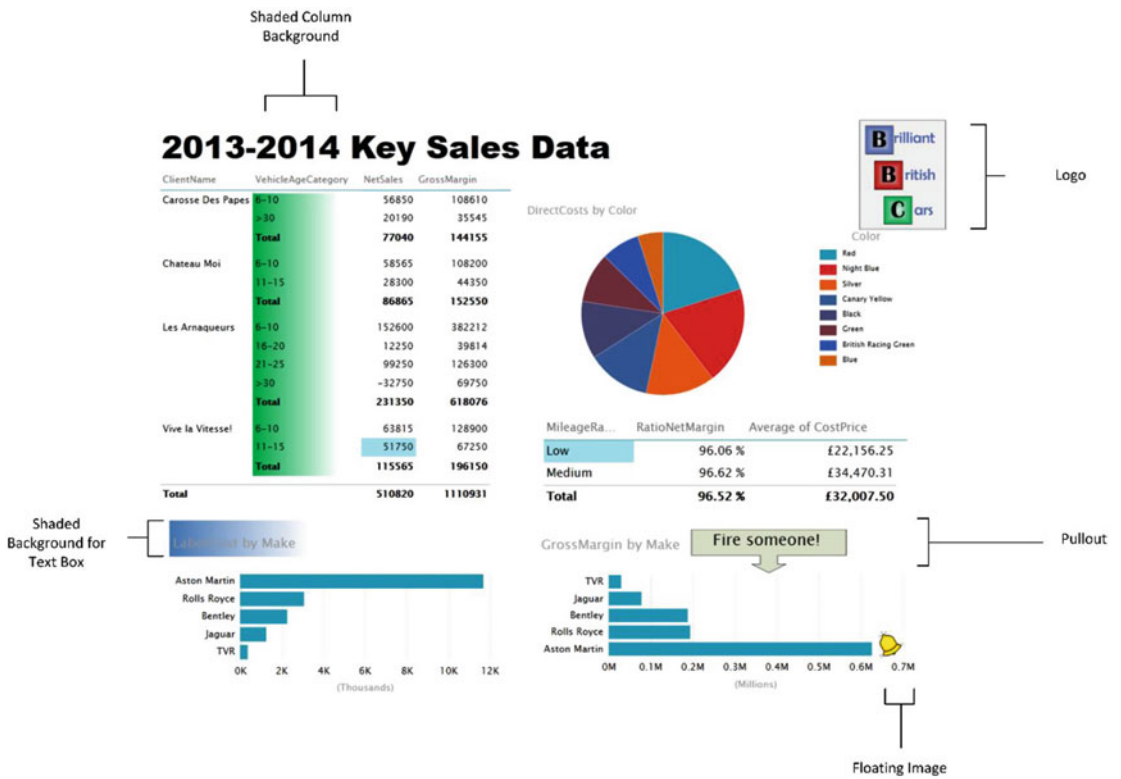 Shaded Column
Background
2013-2014 Key Sales Data
Brilliant
British
Cars
Logo
ClientName VehicleAgeCategory NetSales GrossMargin
Carosse Des Papes 6-10 56850 108610
>30 20190 35545
Total 77040 144155
Chateau Moi 6-10 58565 108200
11-15 28300 44350
Total 86865 152550
Les Arnaqueurs 6-10 152600 382212
16-20 12250 39814
21-25 99250 126300
>30 -32750 69750
Total 231350 618076
Vive la Vitesse! 6-10 63815 128900
11-15 51750 67250
Total 115565 196150
Total 510820 1110931
DirectCosts by Color
Color
Red
Night Blue
Silver
Canary Yellow
Black
Green
British Racing Green
Blue
MileageRa... RatioNetMargin Average of CostPrice
Low 96.06 % £22,156.25
Medium 96.62 % £34,470.31
Total 96.52 % £32,007.50
Shaded
Background for
Text Box
by Make
Aston Martin
Rolls Royce
Bentley
Jaguar
TVR
0K 2K 4K 6K 8K 10K 12K
(Thousands)
GrossMargin by Make
Fire someone!
Pullout
TVR
Jaguar
Bentley
Rolls Royce
Aston Martin
0M 0.1M 0.2M 0.3M 0.4M 0.5M 0.6M 0.7M
(Millions)
Floating Image